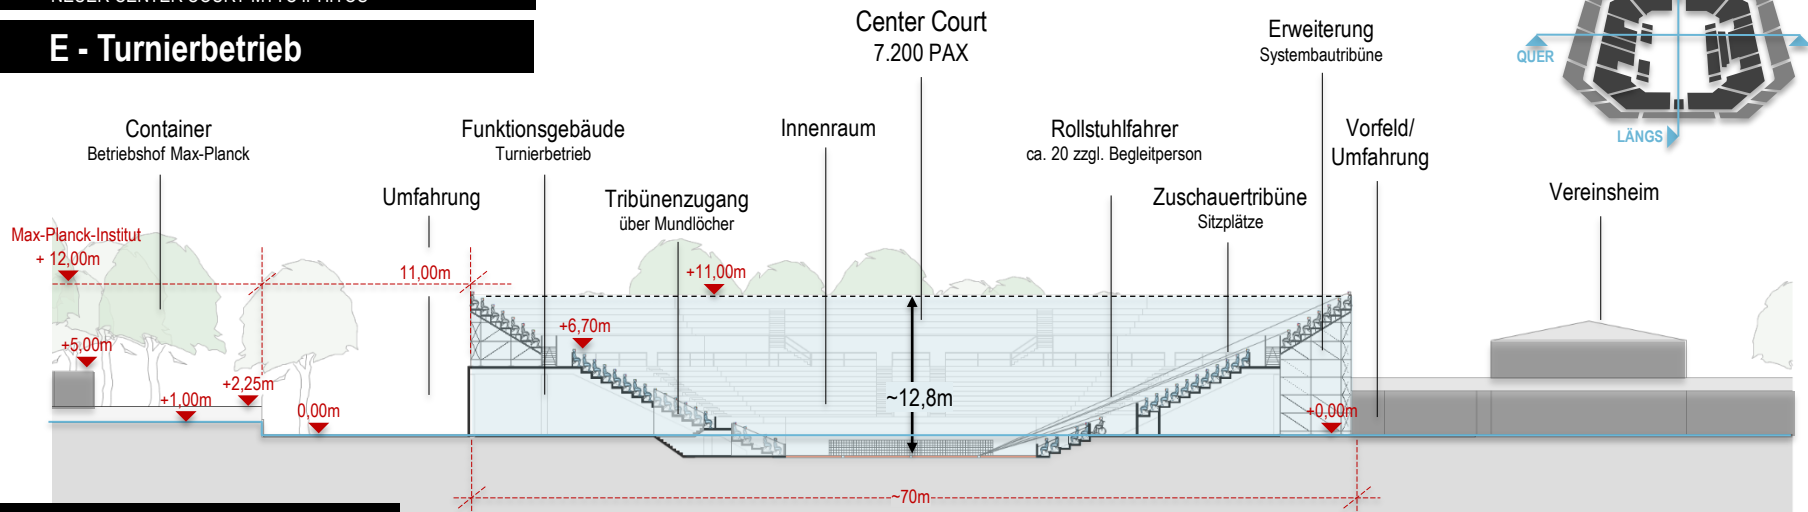 E - Turnierbetrieb
Center Court
7.200 PAX
Erweiterung
Systembautribüne
QUER
LÄNGS
Container
Betriebshof Max-Planck
Funktionsgebäude
Turnierbetrieb
Innenraum
Rollstuhlfahrer
ca. 20 zzgl. Begleitperson
Vorfeld/
Umfahrung
Umfahrung
Tribünenzugang
über Mundlöcher
Zuschauertribüne
Sitzplätze
Vereinsheim
Max-Planck-Institut
+ 12,00m
11,00m
+11,00m
+6,70m
+5,00m
+2,25m
+1,00m
0,00m
~12,8m
+0,00m
~70m